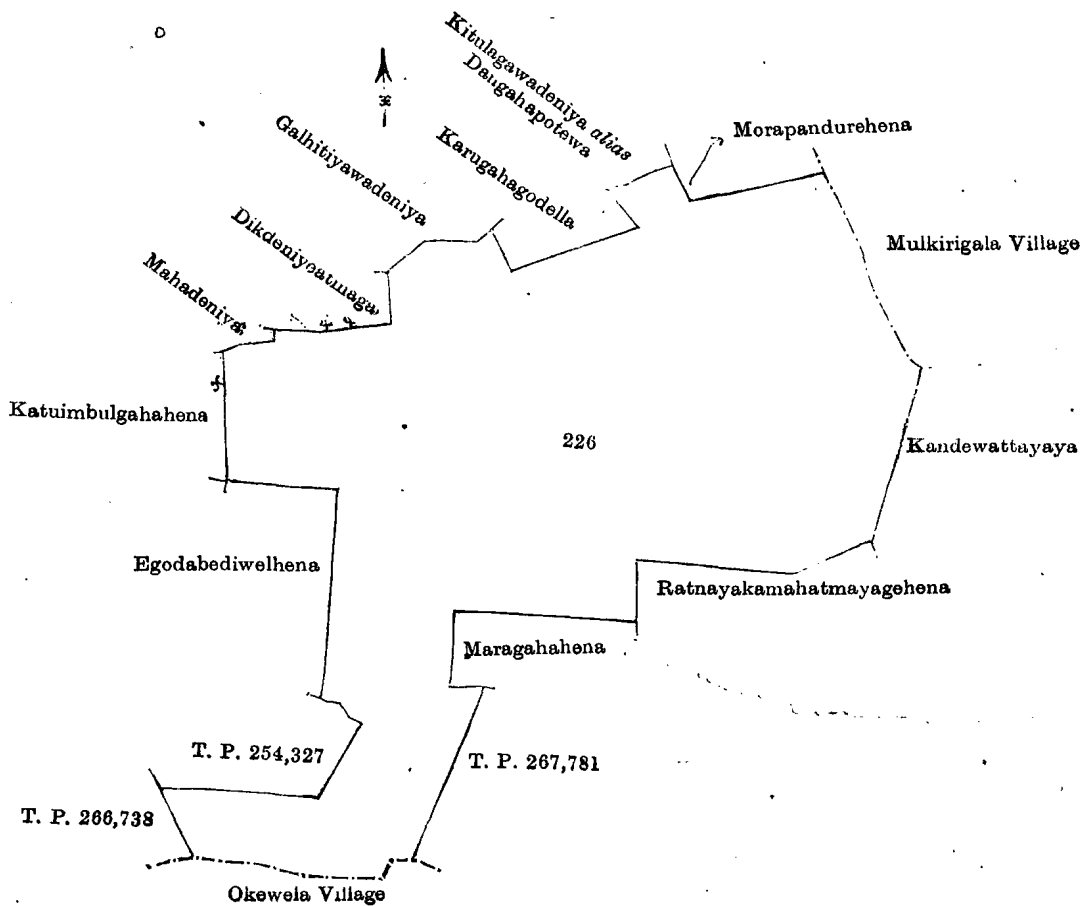 Kitulagawadeniya alias
Daugahapotewa
Morapandurehena
Galhitiyawadeniya
Karugahagodella
Dikdeniyeatmaga
Mahadeniya
Mulkirigala Village
Katuimbulgahahena
226
Kandewattayaya
Egodabediwelhena
Ratnayakamahatmayagehena
Maragahahena
T. P. 254,327
T. P. 267,781
T. P. 266,738
Okewela Village